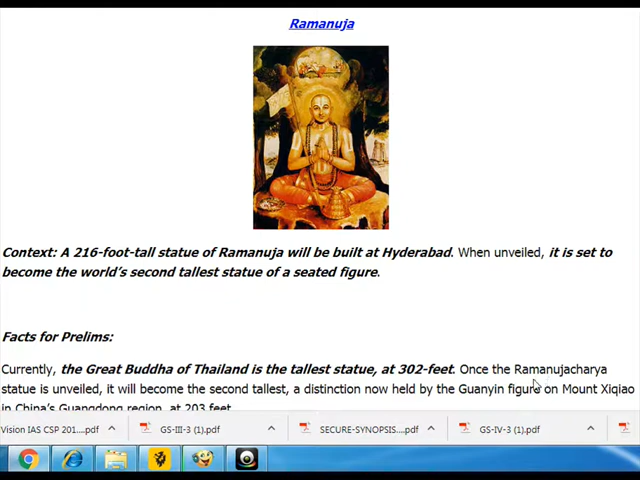 Ramanuja
Context: A 216-foot-tall statue of Ramanuja will be built at Hyderabad. When unveiled, it is set to
become the world's second tallest statue of a seated figure.
Facts for Prelims:
Currently, the Great Buddha of Thailand is the tallest statue, at 302-feet. Once the Ramanujacharya
statue is unveiled, it will become the second tallest, a distinction now held by the Guanyin figure on Mount Xiqiao
in China's Guangdong region, at 203 feet.
Vision IAS CSP 201....pdf
GS-III-3 (1).pdf
SECURE-SYNOPSIS....pdf
GS-IV-3 (1).pdf